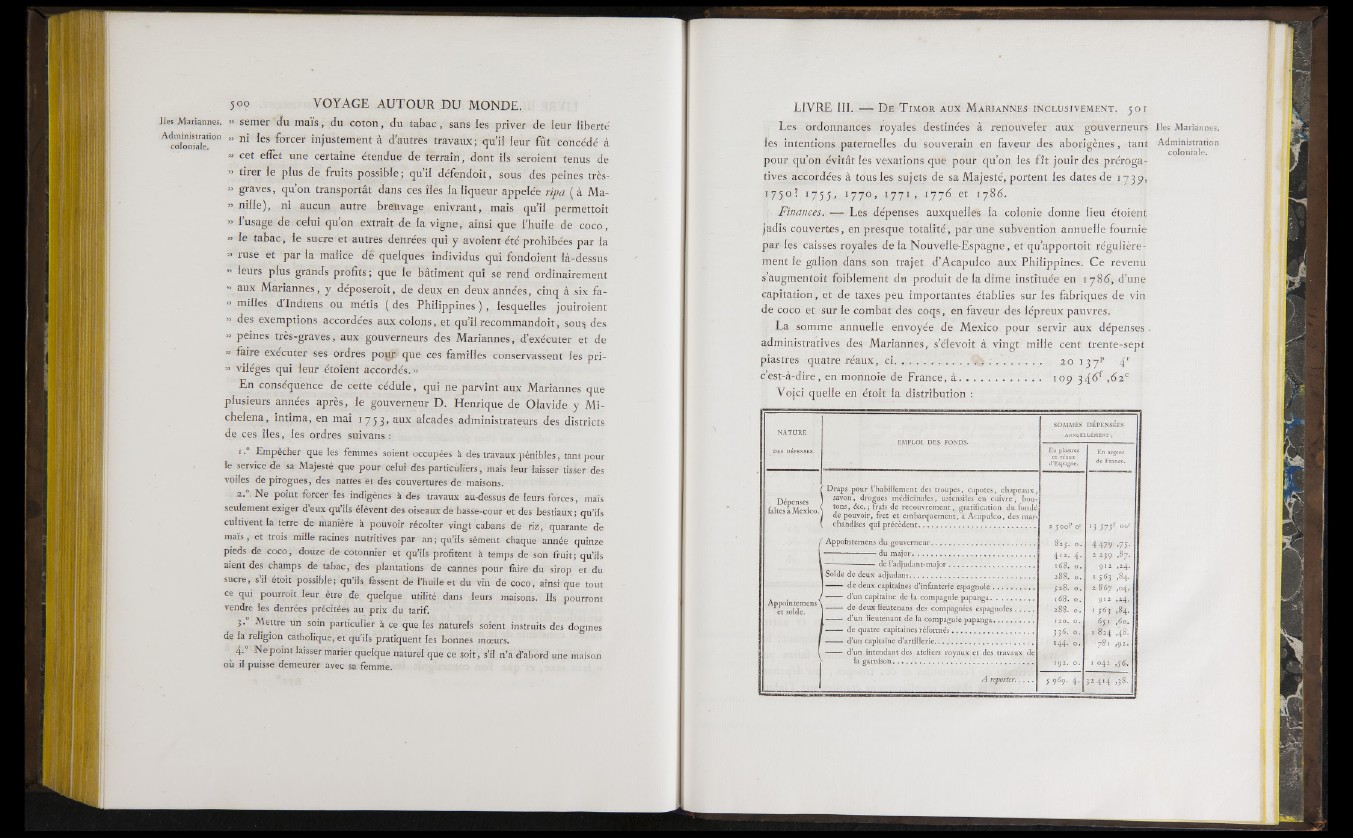 500 VOYAGE AUTOUR DU MONDE.
Iles Mariannes.
Administration
coloniale.
» semer du maïs, du coton, du tabac, sans les priver de leur liberté
» ni les forcer injustement à d'autres travaux; qu'il leur fût concédé à
» cet effet une certaine étendue de terrain, dont ils seroient tenus de
» tirer le plus de fruits possible; qu'il défendoit, sous des peines très-
» graves, qu'on transportât dans ces îles la liqueur appelée ripa (à Ma-
» nille), ni aucun autre breuvage enivrant, mais qu'il permettoit
» l'usage de celui qu'on extrait de la vigne, ainsi que l'huile de coco,
» le tabac, le sucre et autres denrées qui y avoient été prohibées par la
» ruse et par la malice de quelques individus qui fondoient là-dessus
» leurs plus grands profits; que le bâtiment qui se rend ordinairement
» aux Mariannes, y déposeroit, de deux en deux années, cinq à six fa-
» milles d'Indiens ou métis (des Philippines), lesquelles jouiroient
» des exemptions accordées aux colons, et qu'il recommandoit, sous des
» peines très-graves, aux gouverneurs des Mariannes, d'exécuter et de
» faire exécuter ses ordres pour que ces familles conservassent les pri-
» viléges qui leur étoient accordés.»
En conséquence de cette cédule, qui ne parvint aux Mariannes que
plusieurs années après, le gouverneur D. Henrique de Olavide y Mi-
chelena, intima, en mai 1753, aux alcades administrateurs des districts
de ces îles, les ordres suivans :
1.° Empêcher que les femmes soient occupées à des travaux pénibles, tant pour
le service de sa Majesté que pour celui des particuliers, mais leur laisser tisser des
voiles de pirogues, des nattes et des couvertures de maisons.
2.° Ne point forcer les indigènes à des travaux au-dessus de leurs forces, mais
seulement exiger d'eux qu'ils élèvent des oiseaux de basse-cour et des bestiaux; qu'ils
cultivent la terre de manière à pouvoir récolter vingt cabans de riz, quarante de
maïs, et trois mille racines nutritives par an; qu'ils sèment chaque année quinze
pieds de coco, douze de cotonnier et qu'ils profitent à temps de son fruit; qu'ils
aient des champs de tabac, des plantations de cannes pour faire du sirop et du
sucre, s'il étoit possible; qu'ils fassent de l'huile et du vin de coco, ainsi que tout
ce qui pourroit leur être de quelque utilité dans leurs maisons. Ils pourront
vendre les denrées précitées au prix du tarif.
3.° Mettre un soin particulier à ce que les naturels soient instruits des dogmes
de la religion catholique, et qu'ils pratiquent les bonnes mœurs.
4.° Ne point laisser marier quelque naturel que ce soit, s'il n'a d'abord une maison
où il puisse demeurer avec sa femme.
LIVRE III. — DE TIMOR AUX MARIANNES INCLUSIVEMENT. 501
Iles Mariannes.
Administration
coloniale.
Les ordonnances royales destinées à renouveler aux gouverneurs
les intentions paternelles du souverain en faveur des aborigènes, tant
pour qu'on évitât les vexations que pour qu'on les fît jouir des préroga-
tives accordées à tous les sujets de sa Majesté, portent les dates de 1739,
1750? 1755, 1770, 1771, 1776 et 1786.
Finances. — Les dépenses auxquelles la colonie donne lieu étoient
jadis couvertes, en presque totalité, par une subvention annuelle fournie
par les caisses royales de la Nouvelle-Espagne, et qu'apportoit régulière-
ment le galion dans son trajet d'Acapulco aux Philippines. Ce revenu
s'augmentoit foiblement du produit de la dîme instituée en 1786, d'une
capitation, et de taxes peu importantes établies sur les fabriques de vin
de coco et sur le combat des coqs, en faveur des lépreux pauvres.
La somme annuelle envoyée de Mexico pour servir aux dépenses
administratives des Mariannes, s'élevoit à vingt mille cent trente-sept
piastres quatre réaux, ci............ 20 137p 4r
c'est-à-dire, en monnoie de France, à............ 109 346f,62c
Voici quelle en étoit la distribution :
NATURE DES DÉPENSES.
EMPLOI DES FONDS.
SOMMES DÉPENSÉES ANNUELLEMENT;
En piastres et réaux d'Espagne.
En argent de France.
Dépenses faites à Mexico.
Draps pour l'habillement des troupes, capotes, chapeaux,
savon, drogues médicinales, ustensiles en cuivre, bou-
tons, &c.; frais de recouvrement, gratification du fondé
de pouvoir, fret et embarquement, à Acapulco, des mar-
chandises qui précèdent............ 2 500p 0r 13 575f 00c
Appointemens et solde.
Appointemens du gouverneur............ 825. 0. 4 479 ,75.
—— du major............ 412. 4. 2 239 ,87.
—— de l'adjudant-major............ 168. 0. 912 ,24.
Solde de deux adjudans............ 288. 0. 1 563 ,84.
—— de deux capitaines d'infanterie espagnole............ 528. 0. 2 867 ,04.
—— d'un capitaine de la compagnie papanga............ 168. 0. 912 ,24.
—— de deux lieutenans des compagnies espagnoles..... 288. 0. 1 563 ,84.
—— d'un lieutenant de la compagnie papanga............ 120. 0. 651 ,60.
—— de quatre capitaines réformés............ 336. 0. 1 824 ,48.
—— d'un capitaine d'artillerie............ 144. 0. 781 ,92.
—— d'un intendant des ateliers royaux et des travaux de
la garnison............ 192. 0. 1 042 ,56.
A reporter..... 5 969. 4. 32 414 ,38.